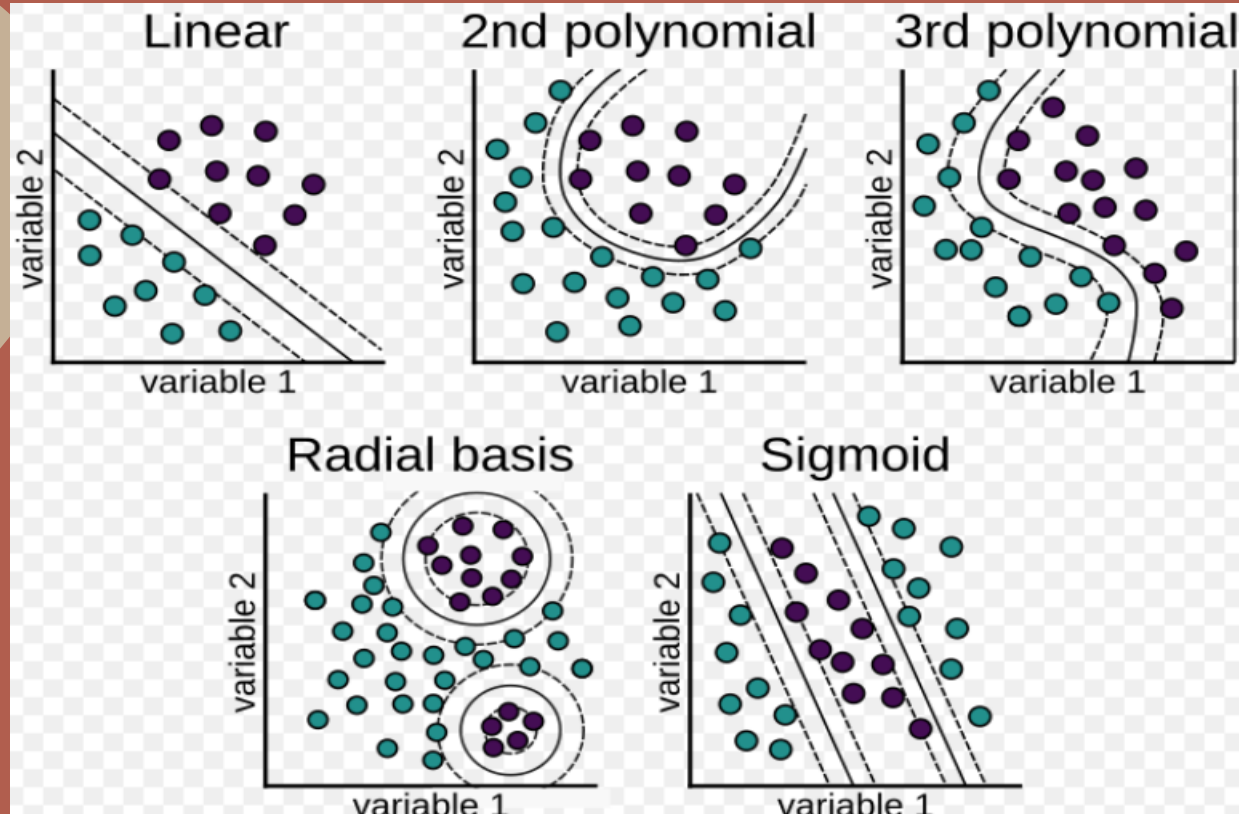 Linear
2nd polynomial
3rd polynomial
variable 2
variable 1
variable 2
variable 1
variable 2
variable 1
Radial basis
Sigmoid
variable 2
variable 1
variable 2
variable 1